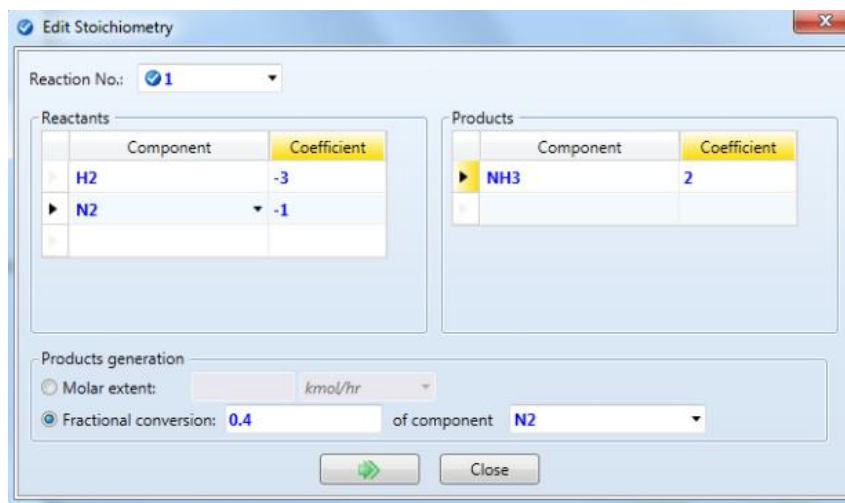 Edit Stoichiometry
x
Reaction No.: 1
Reactants
Component Coefficient
H2 -3
N2 -1
Products
Component Coefficient
NH3 2
Products generation
Molar extent: kmol/hr
Fractional conversion: 0.4 of component N2
Close